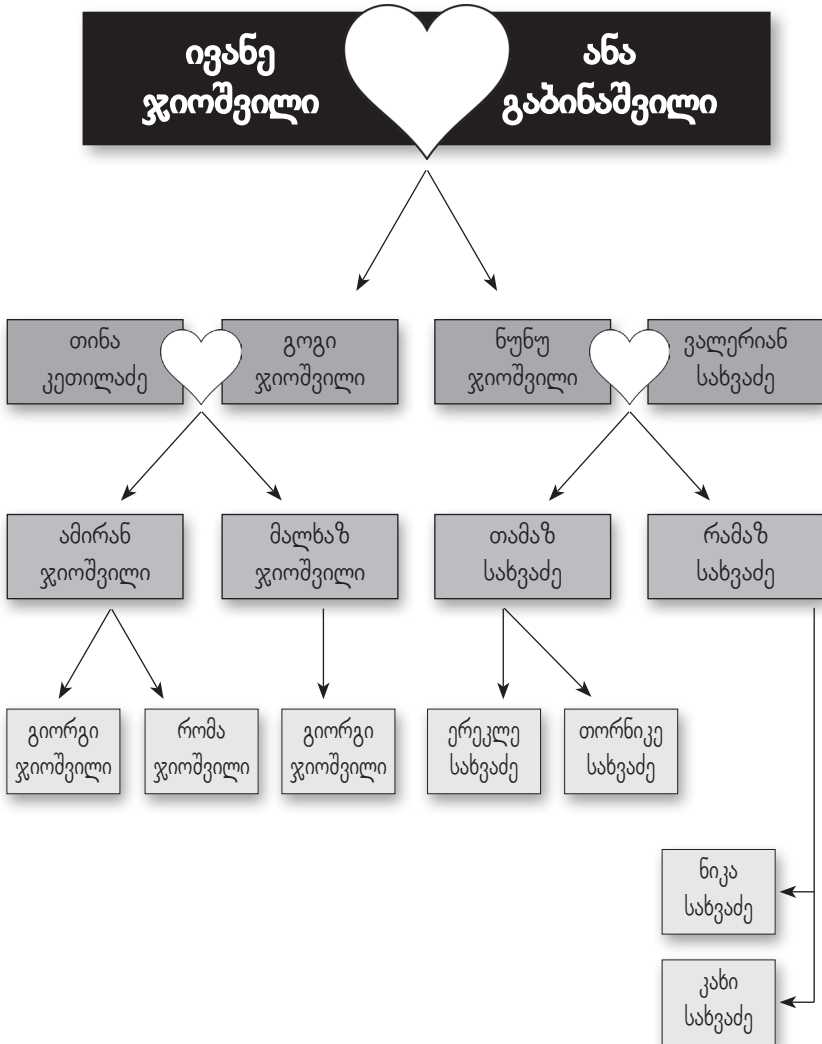 ივანე
ჯიოშვილი
ანა
გაბინაშვილი
თინა
კეთილაძე
გოგი
ჯიოშვილი
ნუნუ
ჯიოშვილი
ვალერიან
სახვაძე
ამირან
ჯიოშვილი
მალხაზ
ჯიოშვილი
თამაზ
სახვაძე
რამაზ
სახვაძე
გიორგი
ჯიოშვილი
რომა
ჯიოშვილი
გიორგი
ჯიოშვილი
ერეკლე
სახვაძე
თორნიკე
სახვაძე
ნიკა
სახვაძე
კახი
სახვაძე